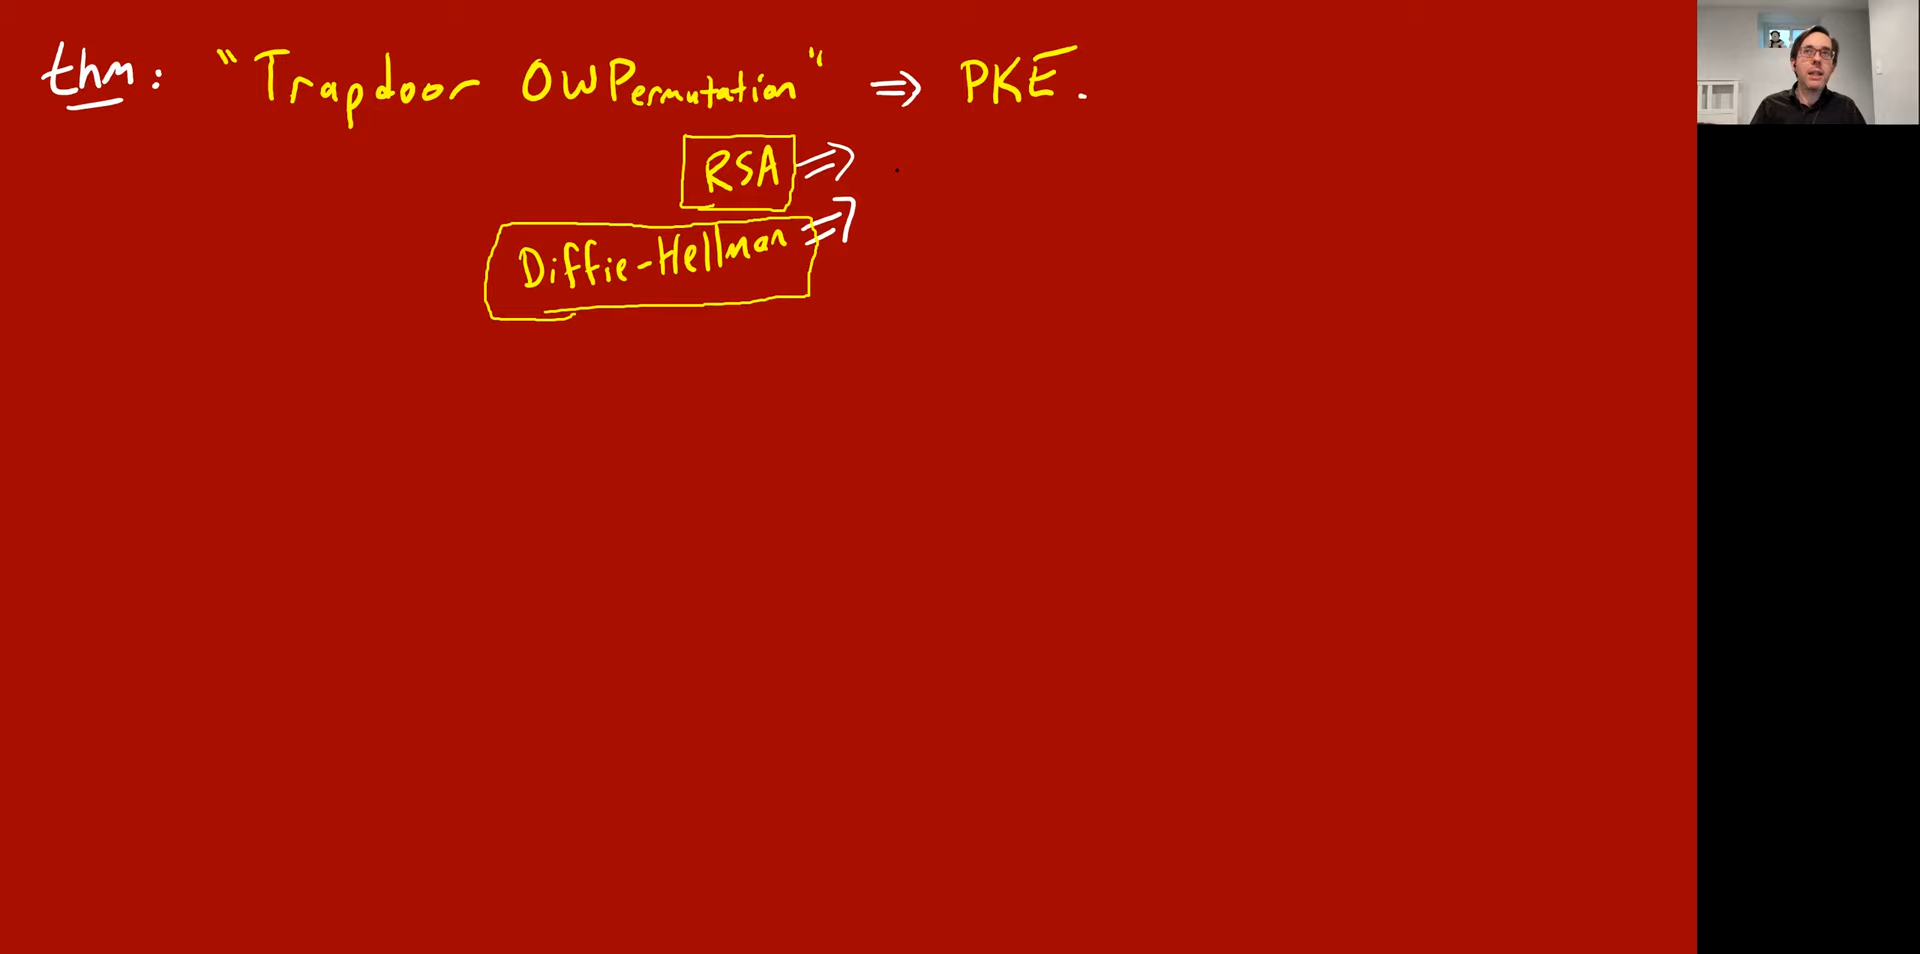 thm: "Trapdoor OWPermutation" ⇒ PKE.
RSA ⇒
Diffie-Hellman ⇒